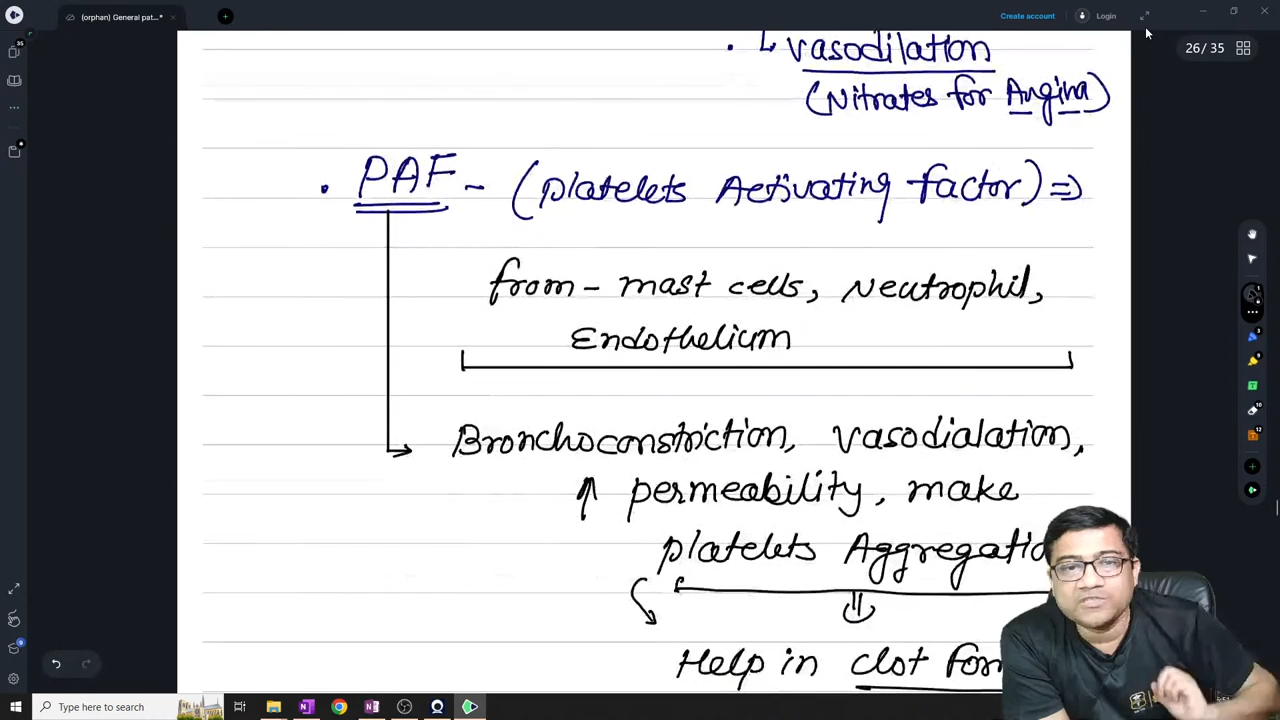 (orphan) General pat...*
Create account
Login
26/ 35
. ↳ vasodilation
(Nitrates for Angina)
. PAF - (platelets Activating factor) ⇒
from - mast cells, Neutrophil,
Endothelium
Bronchoconstriction, vasodialation,
↑ permeability, make
platelets Aggregatio
Help in clot form
Type here to search